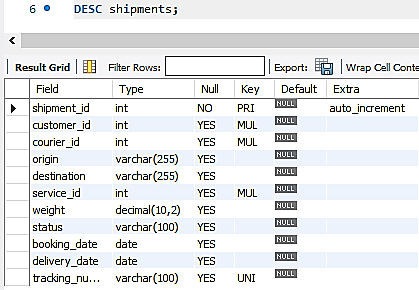 6 DESC shipments;
Result Grid Filter Rows: Export: Wrap Cell Conte
Field Type Null Key Default Extra
shipment_id int NO PRI NULL auto_increment
customer_id int YES MUL NULL
courier_id int YES MUL NULL
origin varchar(255) YES NULL
destination varchar(255) YES NULL
service_id int YES MUL NULL
weight decimal(10,2) YES NULL
status varchar(100) YES NULL
booking_date date YES NULL
delivery_date date YES NULL
tracking_nu... varchar(100) YES UNI NULL